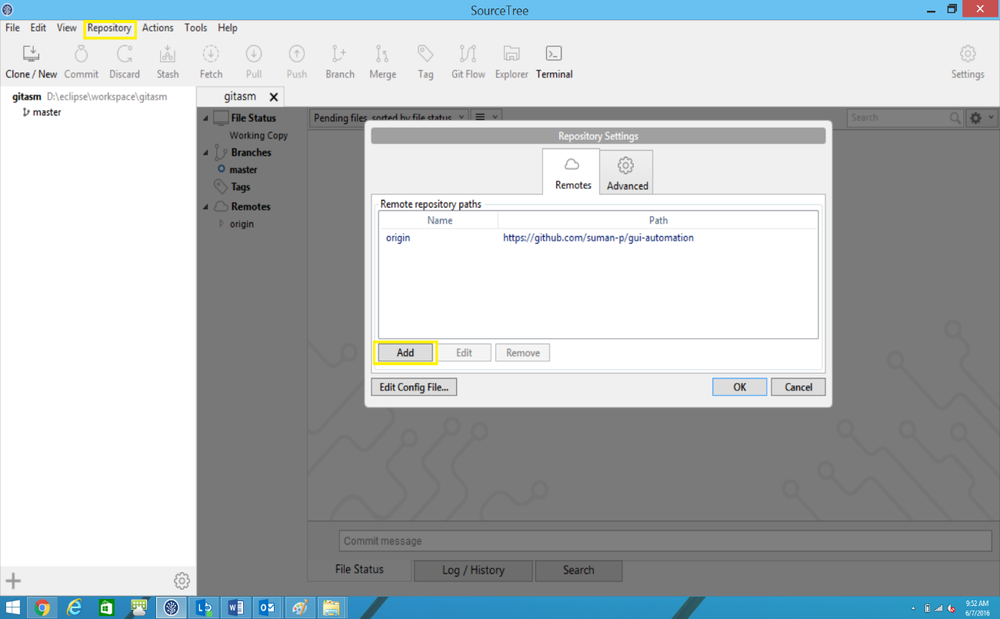 SourceTree
File Edit View Repository Actions Tools Help
Clone / New Commit Discard Stash Fetch Pull Push Branch Merge Tag Git Flow Explorer Terminal Settings
gitasm D:\eclipse\workspace\gitasm
master
gitasm
File Status
Working Copy
Branches
master
Tags
Remotes
origin
Pending files, sorted by file status
Search
Repository Settings
Remotes Advanced
Remote repository paths
Name Path
origin https://github.com/suman-p/gui-automation
Add Edit Remove
Edit Config File... OK Cancel
Commit message
File Status Log / History Search
9:52 AM
6/7/2016